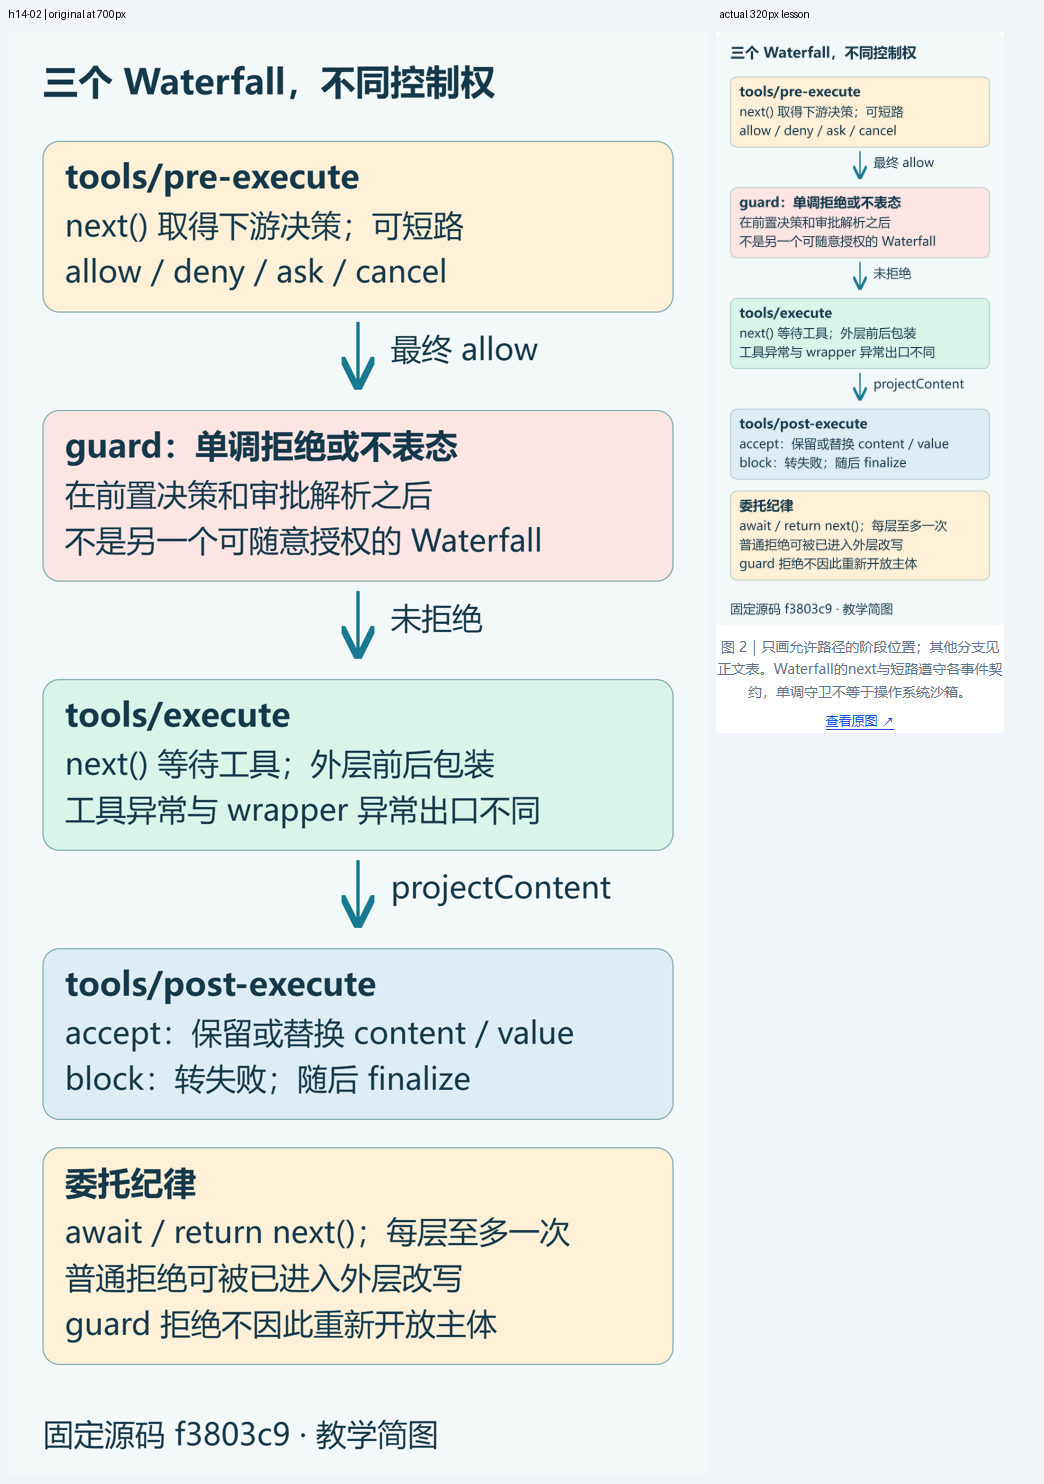 h14-02 | original at 700px
三个 Waterfall，不同控制权
tools/pre-execute
next() 取得下游决策；可短路
allow / deny / ask / cancel
最终 allow
guard：单调拒绝或不表态
在前置决策和审批解析之后
不是另一个可随意授权的 Waterfall
未拒绝
tools/execute
next() 等待工具；外层前后包装
工具异常与 wrapper 异常出口不同
projectContent
tools/post-execute
accept：保留或替换 content / value
block：转失败；随后 finalize
委托纪律
await / return next()；每层至多一次
普通拒绝可被已进入外层改写
guard 拒绝不因此重新开放主体
固定源码 f3803c9 · 教学简图
actual 320px lesson
三个 Waterfall，不同控制权
tools/pre-execute
next() 取得下游决策；可短路
allow / deny / ask / cancel
最终 allow
guard：单调拒绝或不表态
在前置决策和审批解析之后
不是另一个可随意授权的 Waterfall
未拒绝
tools/execute
next() 等待工具；外层前后包装
工具异常与 wrapper 异常出口不同
projectContent
tools/post-execute
accept：保留或替换 content / value
block：转失败；随后 finalize
委托纪律
await / return next()；每层至多一次
普通拒绝可被已进入外层改写
guard 拒绝不因此重新开放主体
固定源码 f3803c9 · 教学简图
图 2｜只画允许路径的阶段位置；其他分支见
正文表。Waterfall的next与短路遵守各事件契
约，单调守卫不等于操作系统沙箱。
查看原图 ↗